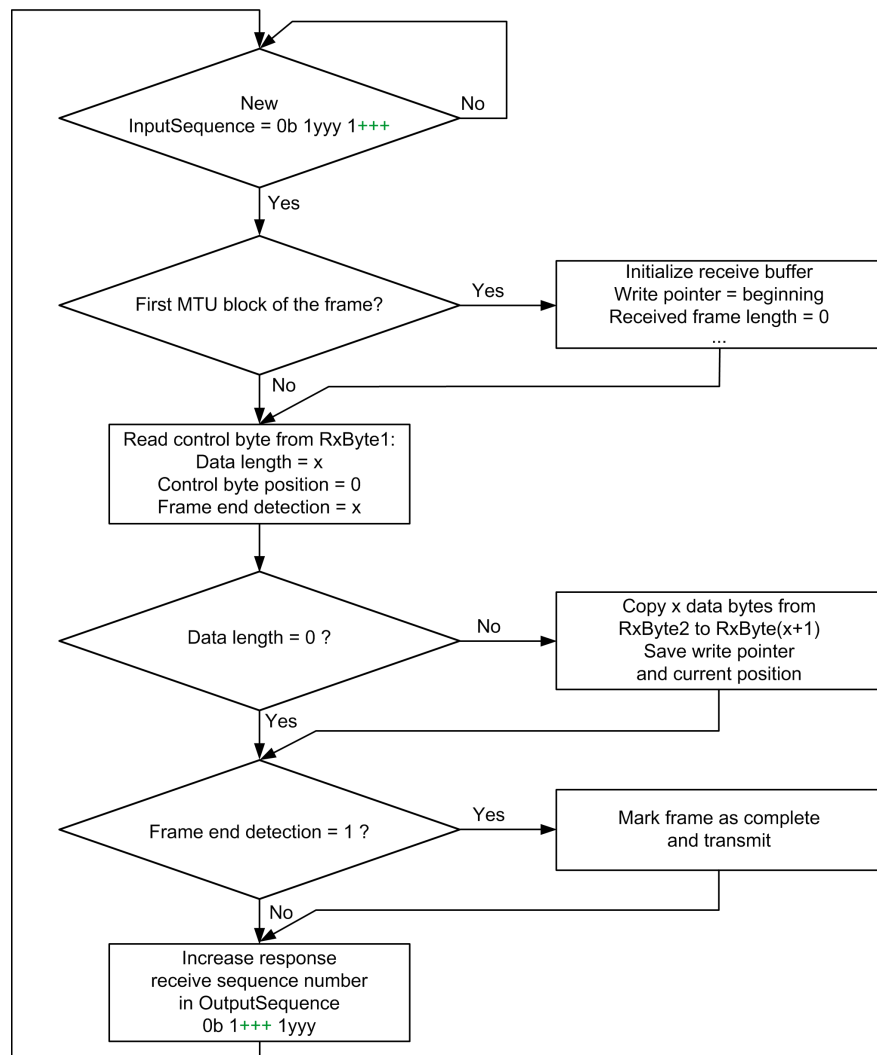 New
InputSequence = 0b 1yyy 1+++
No
Yes
First MTU block of the frame?
Yes
Initialize receive buffer
Write pointer = beginning
Received frame length = 0
...
No
Read control byte from RxByte1:
Data length = x
Control byte position = 0
Frame end detection = x
Data length = 0 ?
No
Copy x data bytes from
RxByte2 to RxByte(x+1)
Save write pointer
and current position
Yes
Frame end detection = 1 ?
Yes
Mark frame as complete
and transmit
No
Increase response
receive sequence number
in OutputSequence
0b 1+++ 1yyy